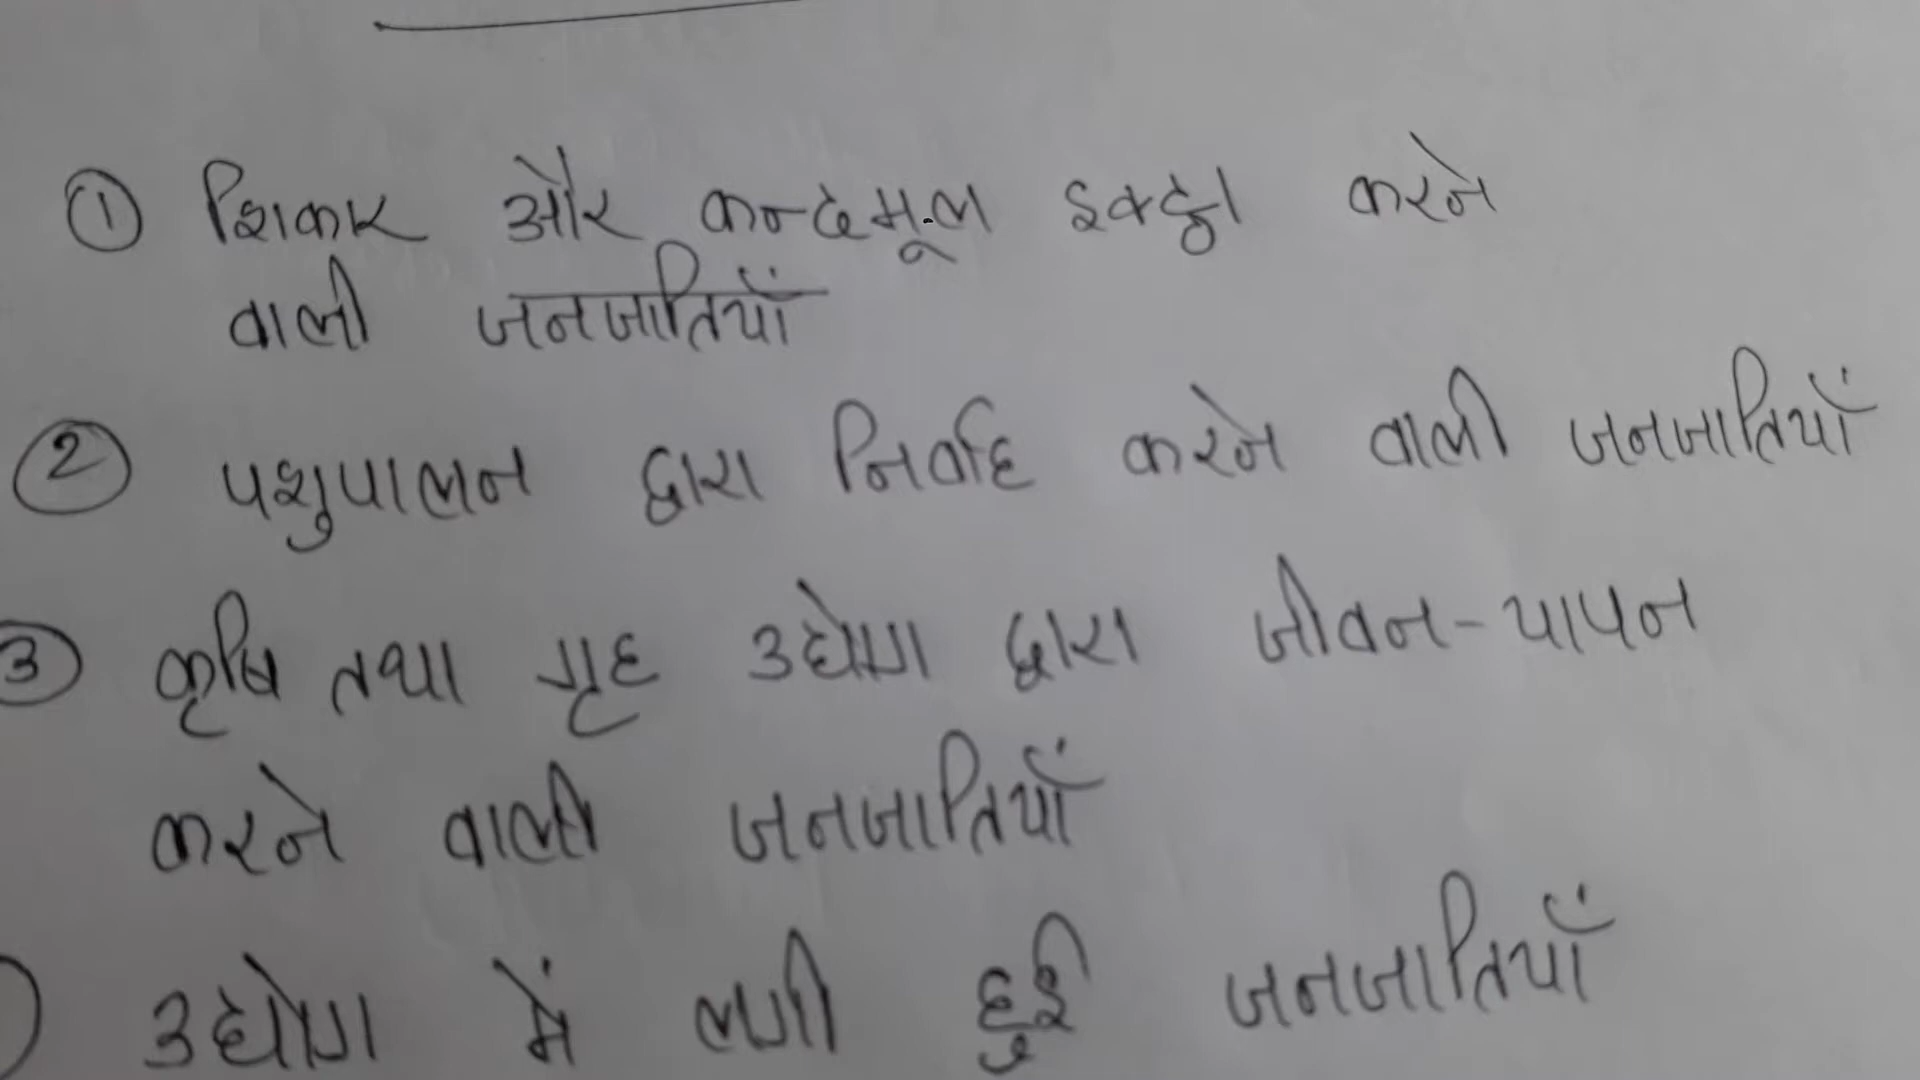 ① शिकार और कन्दमूल इक्ट्ठा करने
वाली जनजातियाँ
② पशुपालन द्वारा निर्वाह करने वाली जनजातियाँ
③ कृषि तथा गृह उद्योग द्वारा जीवन-यापन
करने वाली जनजातियाँ
उद्योग में लगी हुई जनजातियाँ